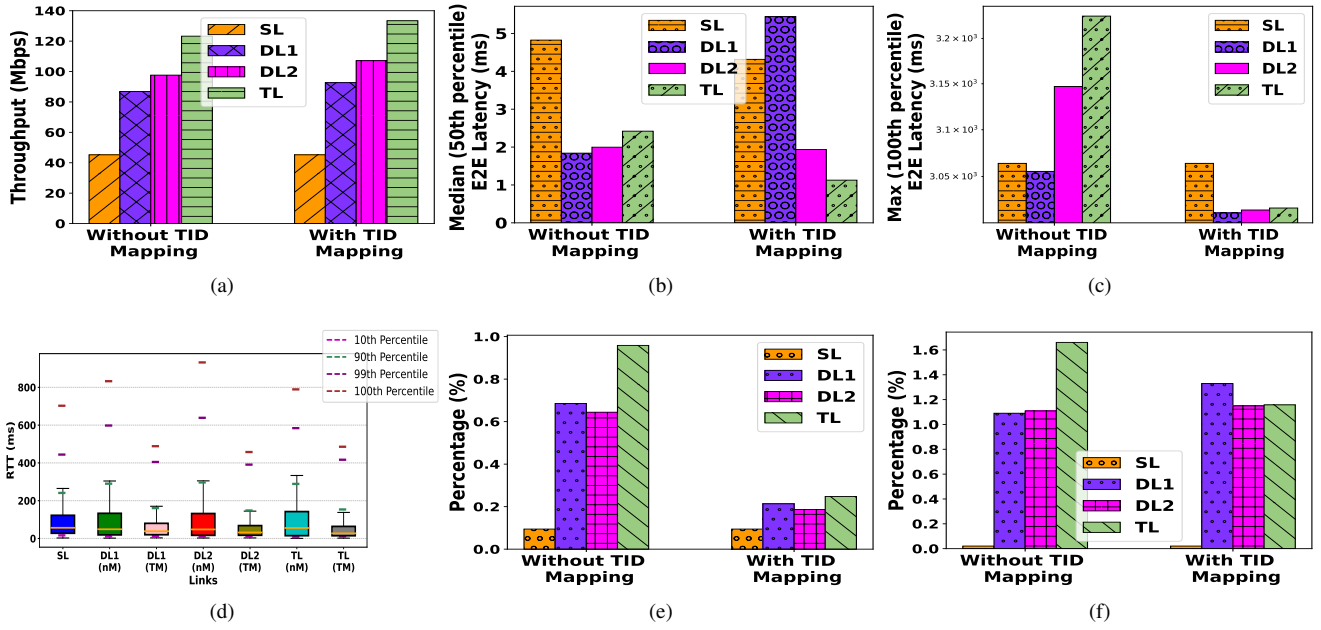 Throughput (Mbps)
140
120
100
80
60
40
20
0
SL
DL1
DL2
TL
Without TID
Mapping
With TID
Mapping
(a)
Median (50th percentile)
E2E Latency (ms)
5
4
3
2
1
0
SL
DL1
DL2
TL
Without TID
Mapping
With TID
Mapping
(b)
Max (100th percentile)
E2E Latency (ms)
3.2 × 10³
3.15 × 10³
3.1 × 10³
3.05 × 10³
SL
DL1
DL2
TL
Without TID
Mapping
With TID
Mapping
(c)
10th Percentile
90th Percentile
99th Percentile
100th Percentile
RTT (ms)
800
600
400
200
0
SL
DL1
(nM)
DL1
(TM)
DL2
(nM)
DL2
(TM)
TL
(nM)
TL
(TM)
Links
(d)
Percentage (%)
1.0
0.8
0.6
0.4
0.2
0.0
SL
DL1
DL2
TL
Without TID
Mapping
With TID
Mapping
(e)
Percentage (%)
1.6
1.4
1.2
1.0
0.8
0.6
0.4
0.2
0.0
SL
DL1
DL2
TL
Without TID
Mapping
With TID
Mapping
(f)